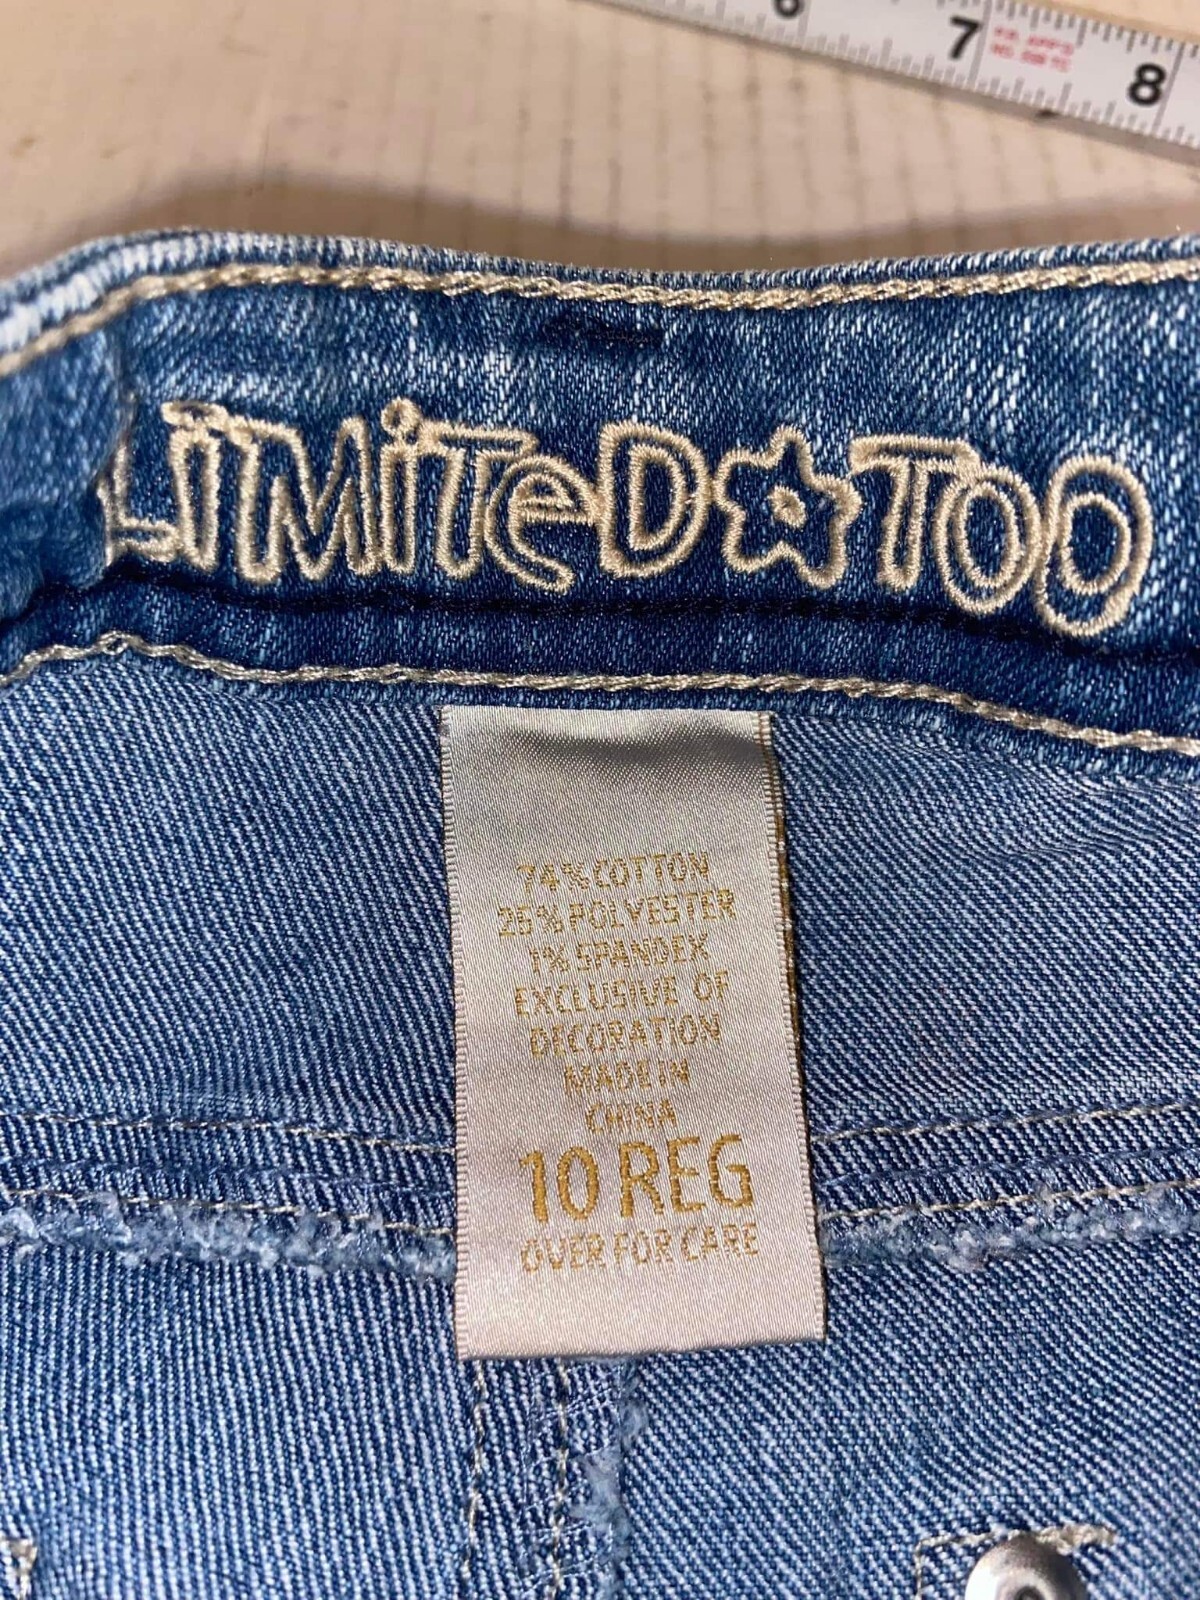 6 7 8
LiMiTeD TOO
74% COTTON
25% POLYESTER
1% SPANDEX
EXCLUSIVE OF
DECORATION
MADE IN
CHINA
10 REG
OVER FOR CARE